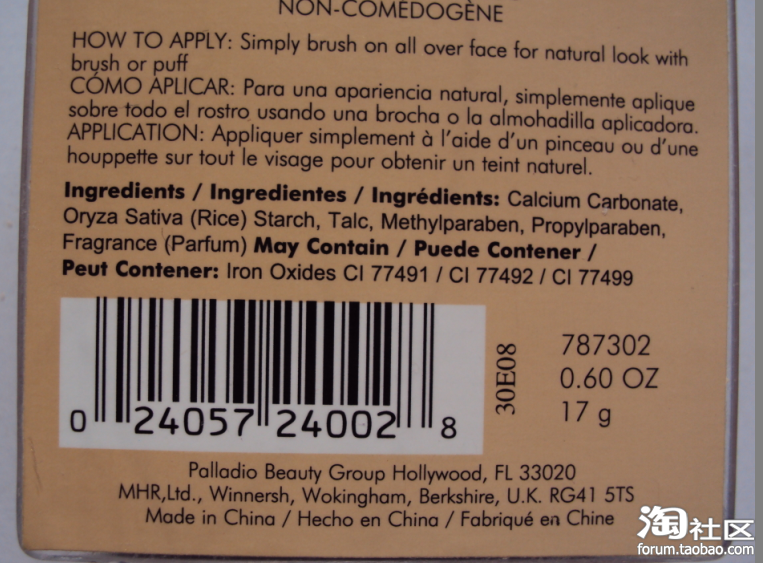 NON-COMÉDOGÈNE
HOW TO APPLY: Simply brush on all over face for natural look with
brush or puff
CÓMO APLICAR: Para una apariencia natural, simplemente aplique
sobre todo el rostro usando una brocha o la almohadilla aplicadora.
APPLICATION: Appliquer simplement à l'aide d'un pinceau ou d'une
houppette sur tout le visage pour obtenir un teint naturel.
Ingredients / Ingredientes / Ingrédients: Calcium Carbonate,
Oryza Sativa (Rice) Starch, Talc, Methylparaben, Propylparaben,
Fragrance (Parfum) May Contain / Puede Contener /
Peut Contener: Iron Oxides CI 77491 / CI 77492 / CI 77499
0 24057 24002 8
30E08
787302
0.60 OZ
17 g
Palladio Beauty Group Hollywood, FL 33020
MHR,Ltd., Winnersh, Wokingham, Berkshire, U.K. RG41 5TS
Made in China / Hecho en China / Fabriqué en Chine
淘社区
forum.taobao.com